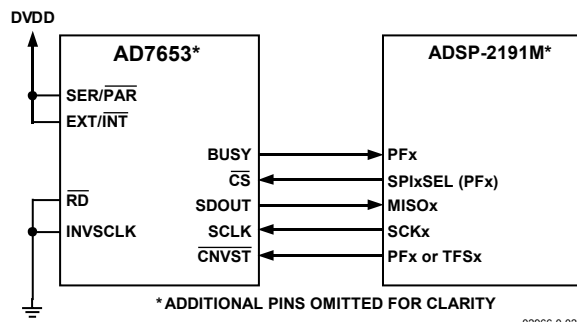 DVDD
AD7653*
ADSP-2191M*
SER/PAR
EXT/INT
BUSY
PFx
CS
SPIxSEL (PFx)
RD
SDOUT
MISOx
INVSCLK
SCLK
SCKx
CNVST
PFx or TFSx
*ADDITIONAL PINS OMITTED FOR CLARITY